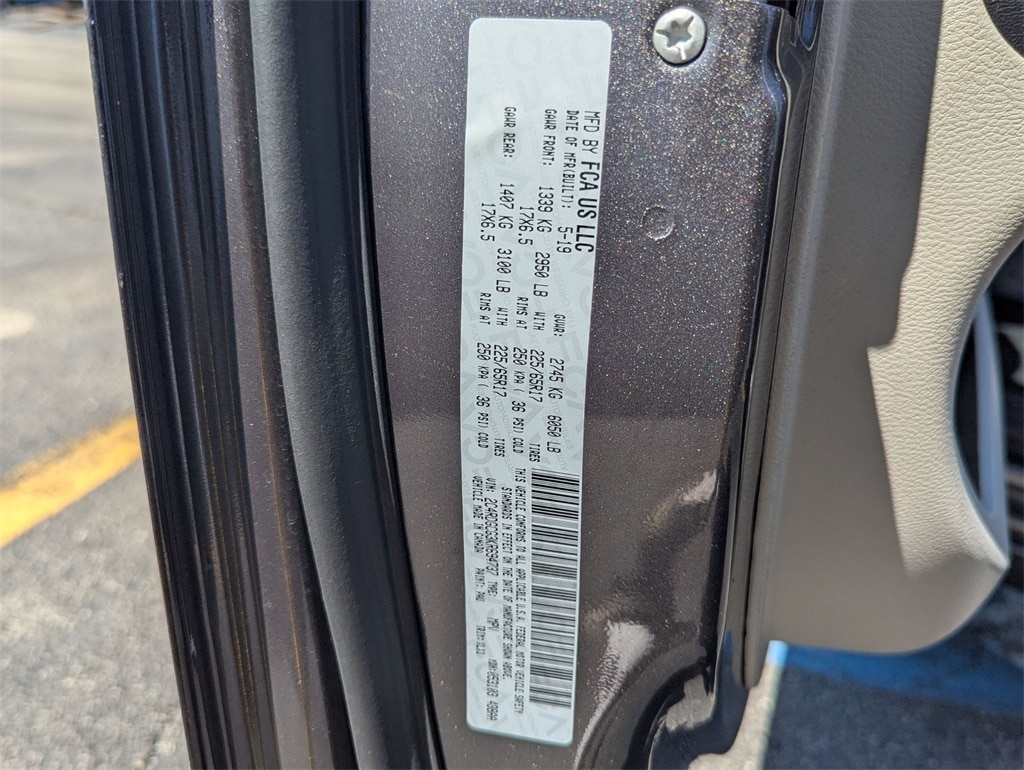 MFD BY FCA US LLC
DATE OF MFR(BUILT): 5-19 GVWR: 2745 KG 6050 LB
GAWR FRONT: 1339 KG 2950 LB WITH 225/65R17 TIRES
17X6.5 RIMS AT 250 KPA ( 36 PSI) COLD
GAWR REAR: 1407 KG 3100 LB WITH 225/65R17 TIRES
17X6.5 RIMS AT 250 KPA ( 36 PSI) COLD
THIS VEHICLE CONFORMS TO ALL APPLICABLE U.S.A. FEDERAL MOTOR VEHICLE SAFETY
STANDARDS IN EFFECT ON THE DATE OF MANUFACTURE SHOWN ABOVE.
VIN: 2C4RDGCG3KR694737 TYPE: MPV
VEHICLE MADE IN CANADA PAINT: PAU